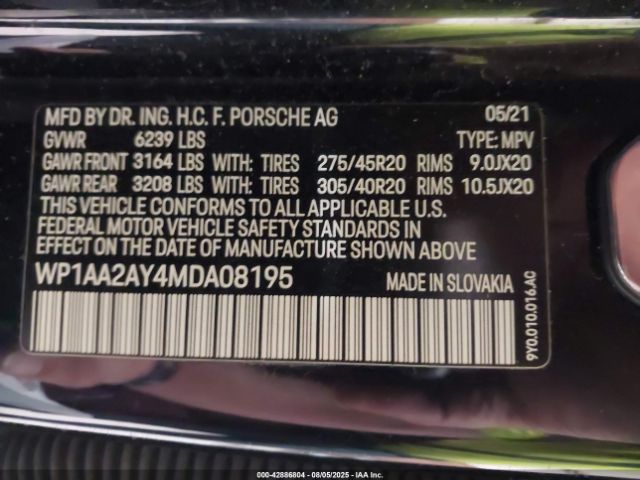 MFD BY DR. ING. H.C. F. PORSCHE AG 05/21
GVWR 6239 LBS TYPE: MPV
GAWR FRONT 3164 LBS WITH: TIRES 275/45R20 RIMS 9.0JX20
GAWR REAR 3208 LBS WITH: TIRES 305/40R20 RIMS 10.5JX20
THIS VEHICLE CONFORMS TO ALL APPLICABLE U.S.
FEDERAL MOTOR VEHICLE SAFETY STANDARDS IN
EFFECT ON THE DATE OF MANUFACTURE SHOWN ABOVE
WP1AA2AY4MDA08195 MADE IN SLOVAKIA
9Y0.010.016.AC
000-42886804 - 08/05/2025 - IAA Inc.